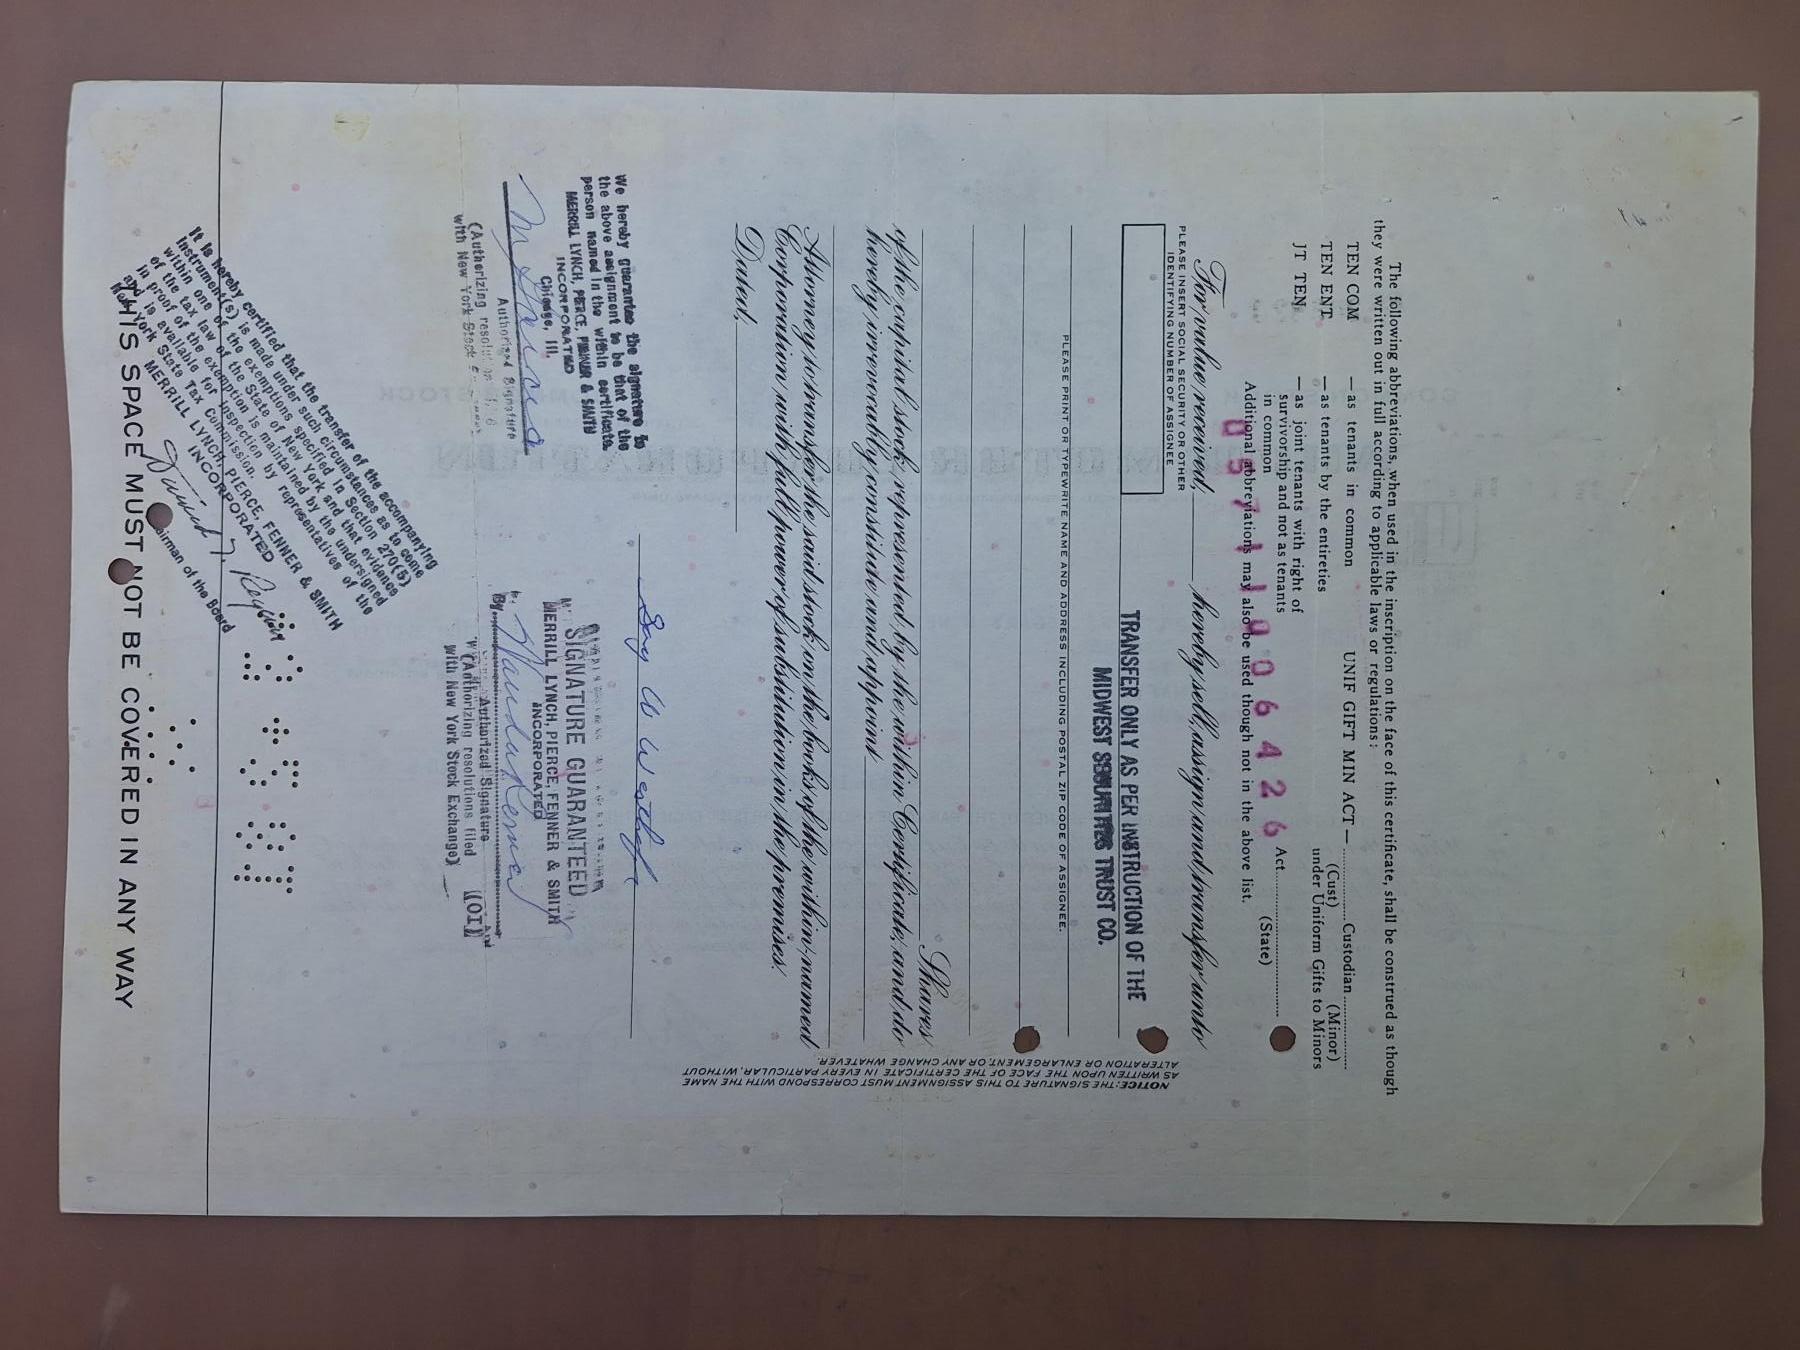 The following abbreviations, when used in the inscription on the face of this certificate, shall be construed as though
they were written out in full according to applicable laws or regulations:
TEN COM —as tenants in common UNIF GIFT MIN ACT—..........Custodian..........
(Cust) (Minor)
TEN ENT —as tenants by the entireties under Uniform Gifts to Minors
JT TEN —as joint tenants with right of
survivorship and not as tenants
in common
Act..........
(State)
Additional abbreviations may also be used though not in the above list.
05711006426
For value received, hereby sell, assign and transfer unto
PLEASE INSERT SOCIAL SECURITY OR OTHER
IDENTIFYING NUMBER OF ASSIGNEE
TRANSFER ONLY AS PER INSTRUCTION OF THE
MIDWEST SECURITIES TRUST CO.
PLEASE PRINT OR TYPEWRITE NAME AND ADDRESS INCLUDING POSTAL ZIP CODE OF ASSIGNEE.
Shares
of the capital stock represented by the within Certificate, and do
hereby irrevocably constitute and appoint
Attorney to transfer the said stock on the books of the within-named
Corporation with full power of substitution in the premises.
Dated,
NOTICE: THE SIGNATURE TO THIS ASSIGNMENT MUST CORRESPOND WITH THE NAME
AS WRITTEN UPON THE FACE OF THE CERTIFICATE IN EVERY PARTICULAR, WITHOUT
ALTERATION OR ENLARGEMENT, OR ANY CHANGE WHATEVER.
We hereby guarantee the signature to
the above assignment to be that of the
person named in the within certificate.
MERRILL LYNCH, PIERCE, FENNER & SMITH
INCORPORATED
Chicago, Ill.
Authorized Signature
(Authorizing resolutions filed
with New York Stock Exchange)
SIGNATURE GUARANTEED
MERRILL LYNCH, PIERCE, FENNER & SMITH
INCORPORATED
By
Authorized Signature
(Authorizing resolutions filed
with New York Stock Exchange)
(01)
It is hereby certified that the transfer of the accompanying
instrument(s) is made under such circumstances as to come
within one of the exemptions specified in Section 270(5)
of the tax law of the State of New York and that evidence
in proof of the exemption is maintained by the undersigned
and is available for inspection by representatives of the
New York State Tax Commission.
MERRILL LYNCH, PIERCE, FENNER & SMITH
INCORPORATED
Chairman of the Board
THIS SPACE MUST NOT BE COVERED IN ANY WAY